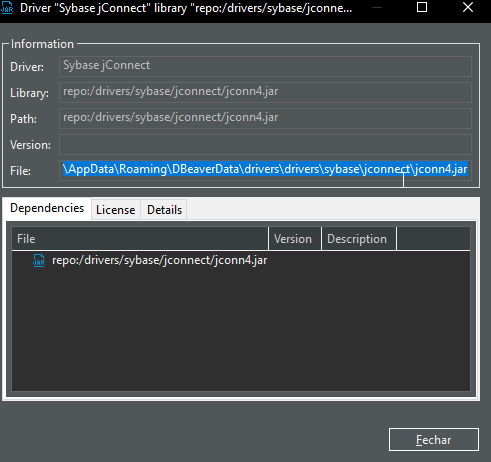 Driver "Sybase jConnect" library "repo:/drivers/sybase/jconne...
Information
Driver: Sybase jConnect
Library: repo:/drivers/sybase/jconnect/jconn4.jar
Path: repo:/drivers/sybase/jconnect/jconn4.jar
Version:
File: \AppData\Roaming\DBeaverData\drivers\drivers\sybase\jconnect\jconn4.jar
Dependencies License Details
File Version Description
repo:/drivers/sybase/jconnect/jconn4.jar
Fechar